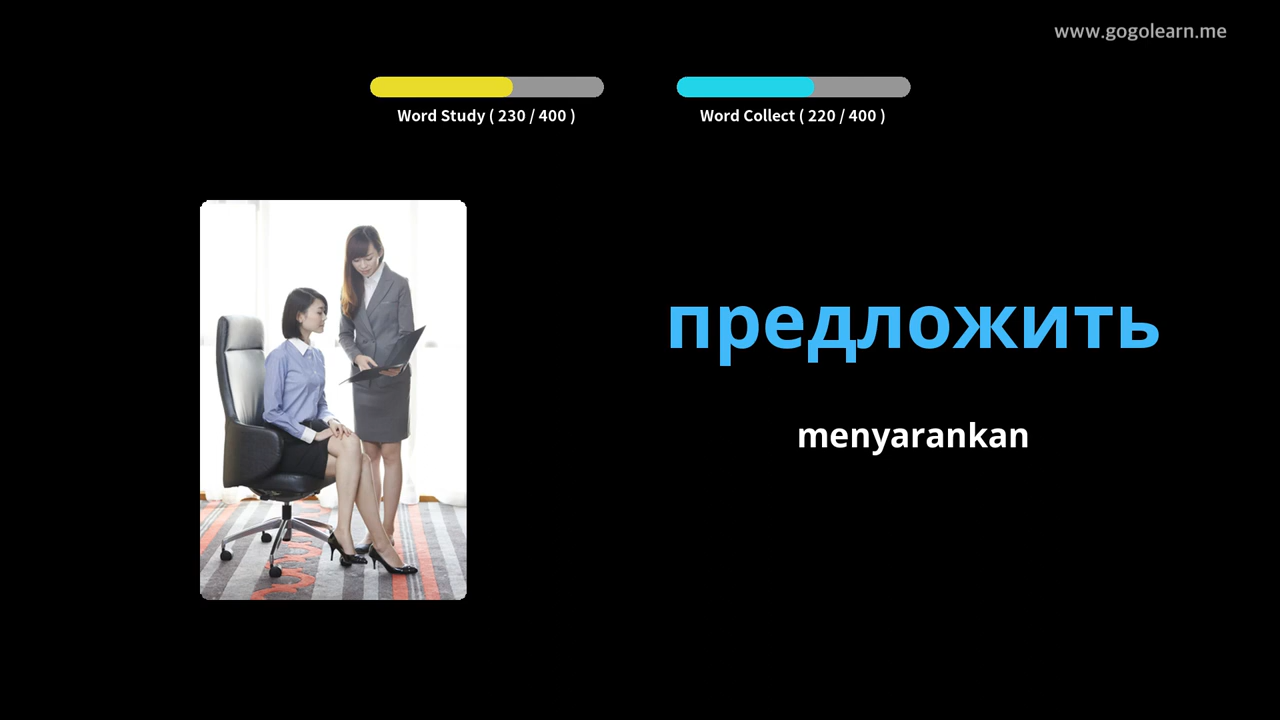 www.gogolearn.me
Word Study ( 230 / 400 )
Word Collect ( 220 / 400 )
предложить
menyarankan